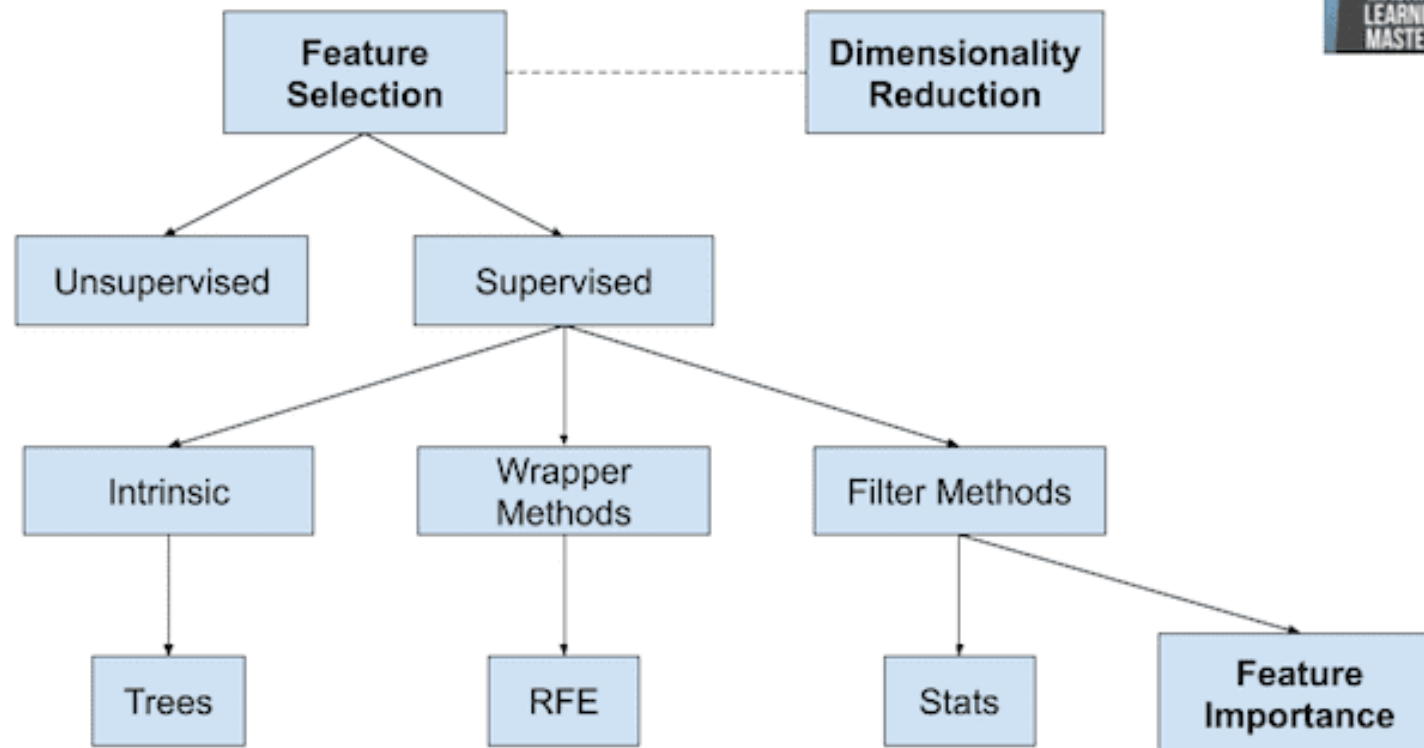 Feature
Selection
Dimensionality
Reduction
Unsupervised
Supervised
Intrinsic
Wrapper
Methods
Filter Methods
Trees
RFE
Stats
Feature
Importance